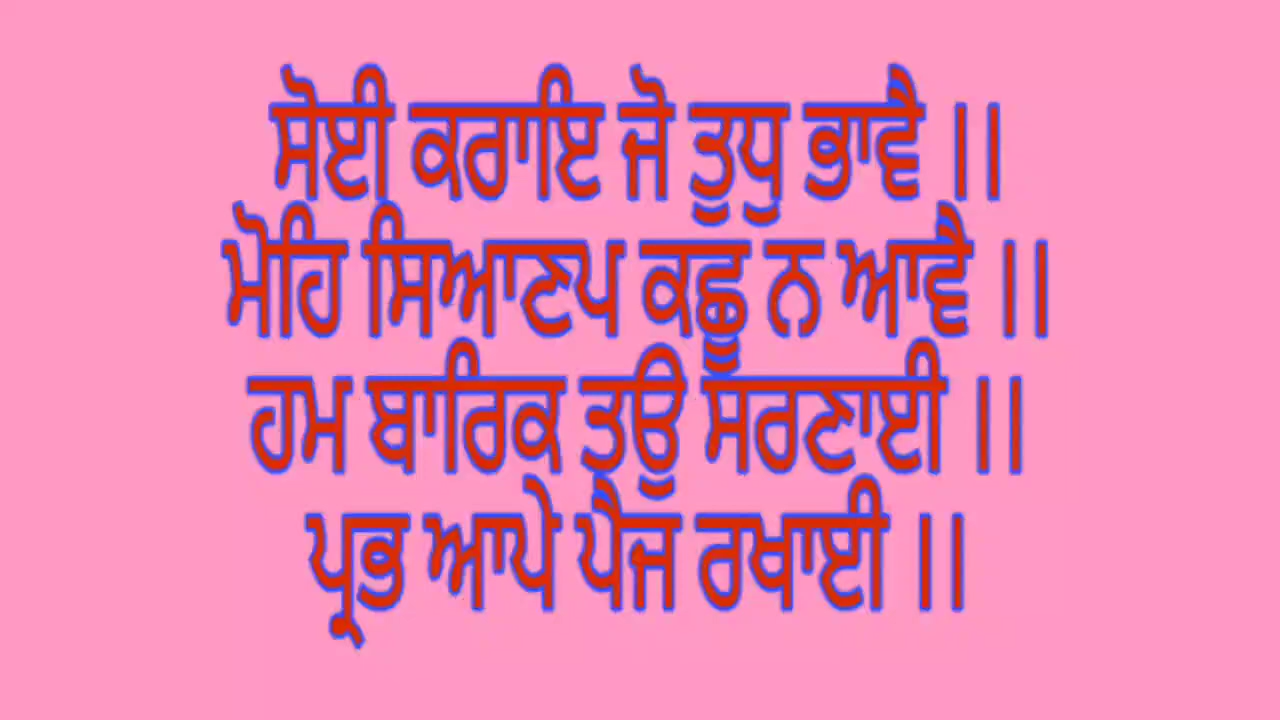 ਸੋਈ ਕਰਾਇ ਜੋ ਤੁਧੁ ਭਾਵੈ ।।
ਮੋਹਿ ਸਿਆਣਪ ਕਛੂ ਨ ਆਵੈ ।।
ਹਮ ਬਾਰਿਕ ਤਉ ਸਰਣਾਈ ।।
ਪ੍ਰਭ ਆਪੇ ਪੈਜ ਰਖਾਈ ।।